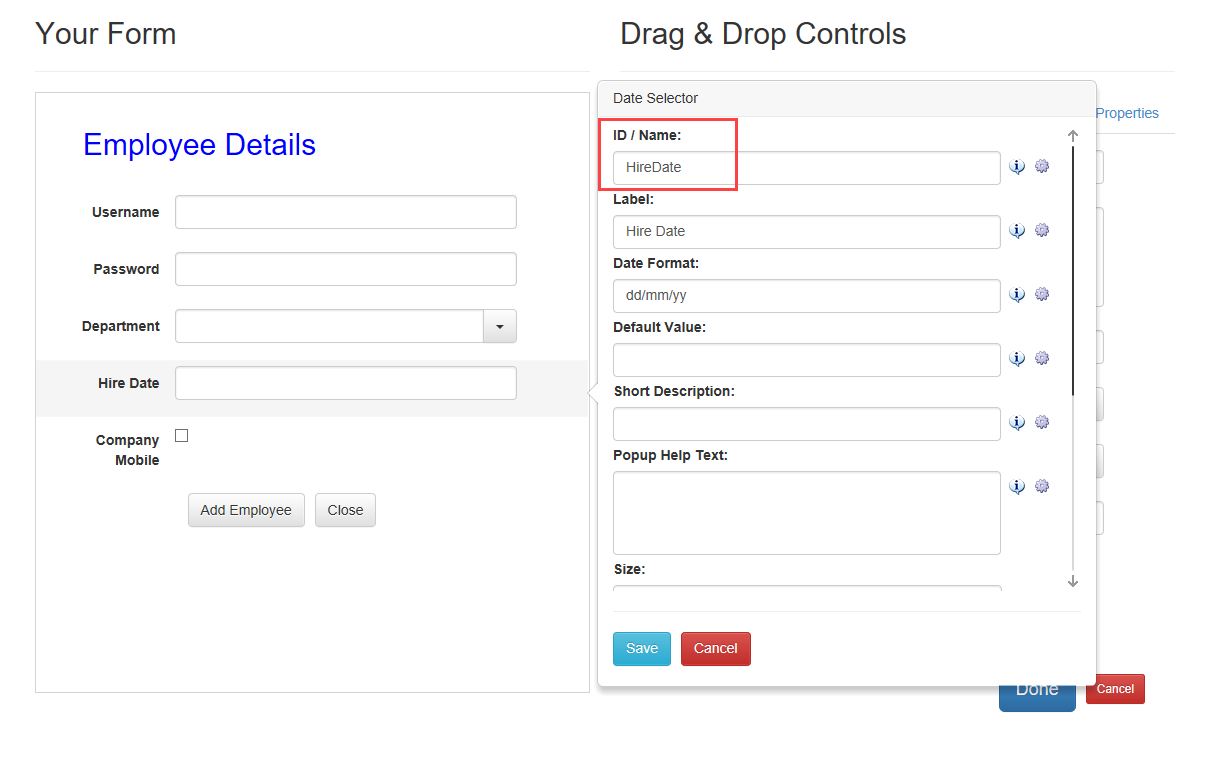 Your Form
Drag & Drop Controls
Employee Details
Username
Password
Department
Hire Date
Company
Mobile
Add Employee
Close
Date Selector
Properties
ID / Name:
HireDate
Label:
Hire Date
Date Format:
dd/mm/yy
Default Value:
Short Description:
Popup Help Text:
Size:
Save
Cancel
Done
Cancel